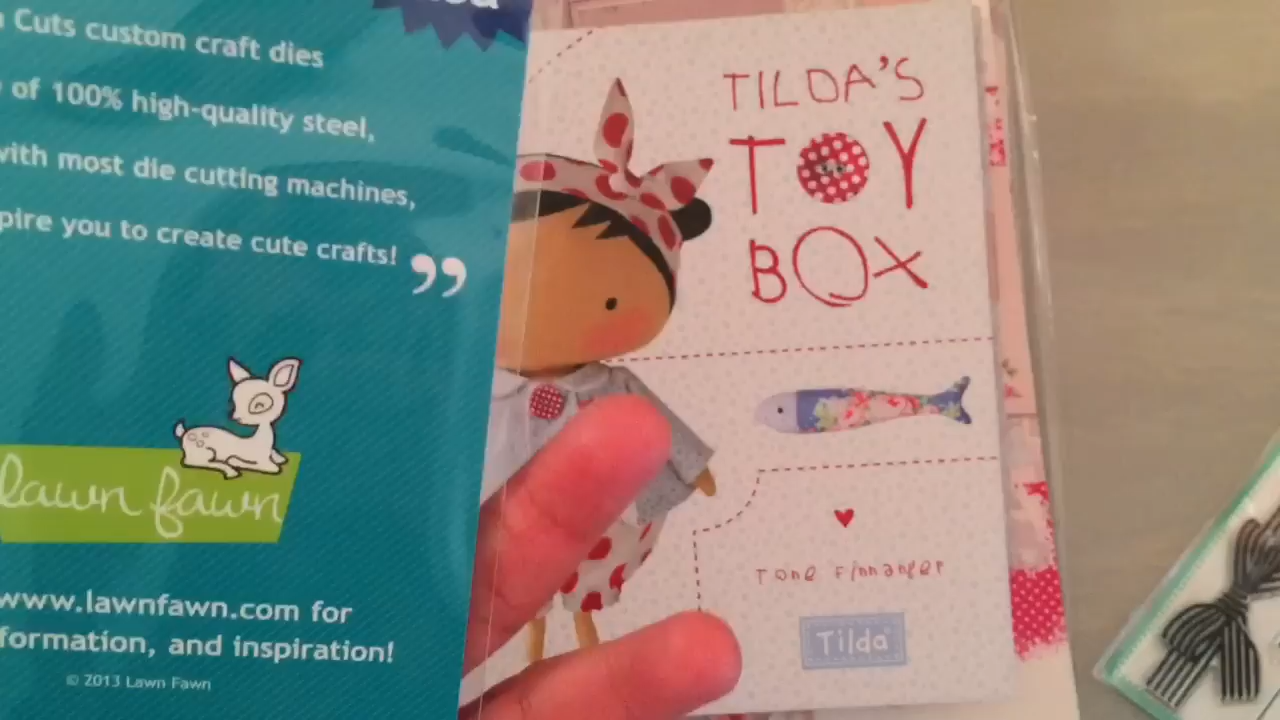 Cuts custom craft dies
of 100% high-quality steel,
with most die cutting machines,
pire you to create cute crafts!
”
lawn fawn
www.lawnfawn.com for
formation, and inspiration!
© 2013 Lawn Fawn
TILDA'S
TOY
BOX
Tone Finnanger
Tilda